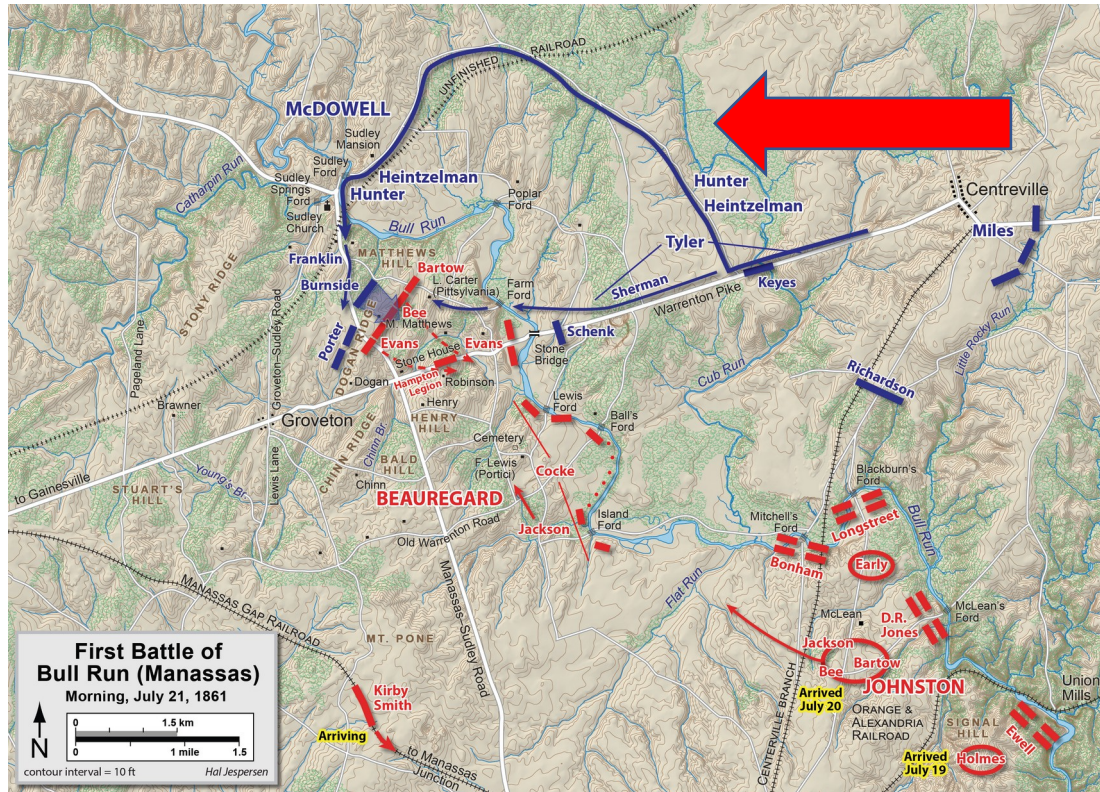 UNFINISHED RAILROAD
McDOWELL
Sudley
Mansion
Sudley
Ford
Catharpin Run
Sudley
Springs
Ford
Sudley
Church
Heintzelman
Hunter
Poplar
Ford
Hunter
Heintzelman
Centreville
Miles
Bull Run
Tyler
Franklin
MATTHEWS
HILL
Bartow
Burnside
L. Carter
(Pittsylvania)
Farm
Ford
Sherman
Keyes
Warrenton Pike
STONY RIDGE
Bee
M. Matthews
Evans
Evans
Schenk
Porter
DOGAN RIDGE
Stone House
Stone
Bridge
Little Rocky Run
Pageland Lane
Groveton–Sudley Road
Dogan
Hampton
Legion
Robinson
Cub Run
Richardson
Brawner
Groveton
Henry
HENRY
HILL
Lewis
Ford
Ball's
Ford
CHINN RIDGE
Chinn Br.
Cemetery
BALD
HILL
F. Lewis
(Portici)
Cocke
to Gainesville
Young's Br.
Lewis Lane
Chinn
STUART'S
HILL
BEAUREGARD
Blackburn's
Ford
Jackson
Island
Ford
Mitchell's
Ford
Longstreet
Bull Run
Old Warrenton Road
Bonham
Early
Manassas–Sudley Road
Flat Run
MANASSAS GAP RAILROAD
McLean
D.R.
Jones
McLean's
Ford
MT. PONE
Jackson
Bee
Bartow
JOHNSTON
Arrived
July 20
Union
Mills
Kirby
Smith
Arriving
to Manassas
Junction
CENTERVILLE BRANCH
ORANGE &
ALEXANDRIA
RAILROAD
SIGNAL
HILL
Ewell
Arrived
July 19
Holmes
First Battle of
Bull Run (Manassas)
Morning, July 21, 1861
0 1.5 km
0 1 mile 1.5
N
contour interval = 10 ft Hal Jespersen